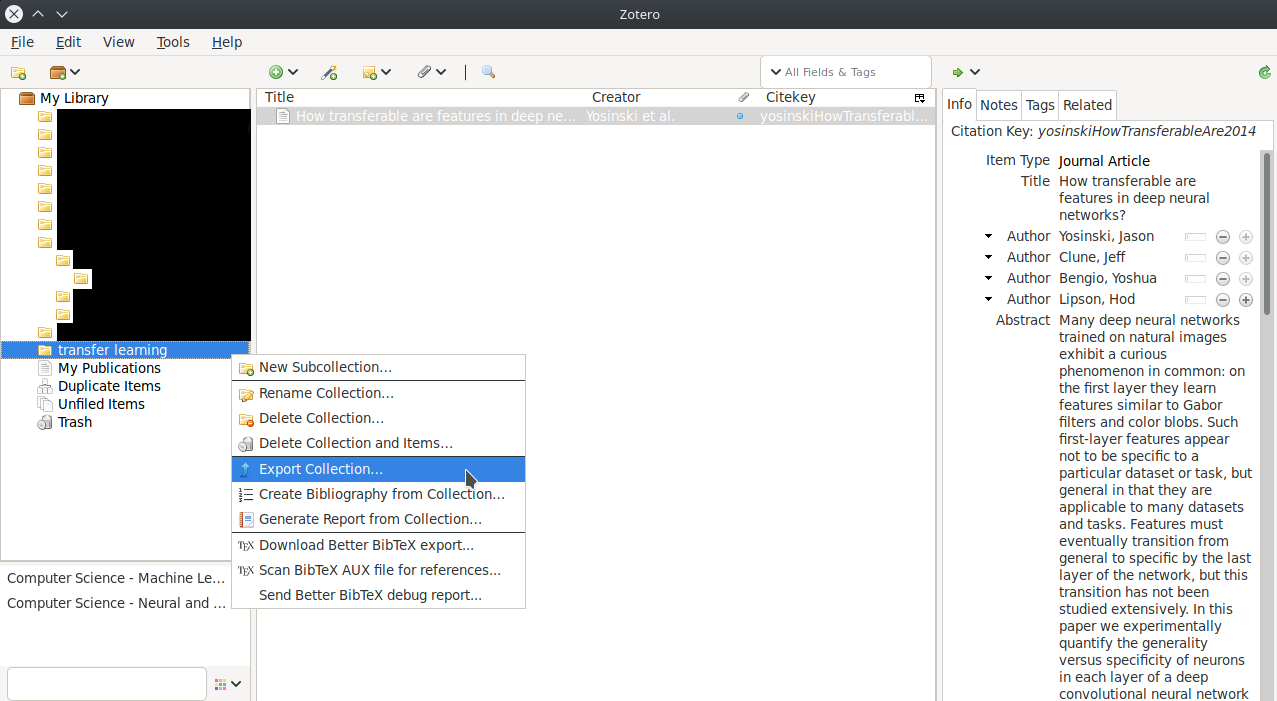 Zotero
File Edit View Tools Help
All Fields & Tags
My Library
transfer learning
My Publications
Duplicate Items
Unfiled Items
Trash
Computer Science - Machine Le...
Computer Science - Neural and ...
Title Creator Citekey
How transferable are features in deep ne... Yosinski et al. yosinskiHowTransferabl...
New Subcollection...
Rename Collection...
Delete Collection...
Delete Collection and Items...
Export Collection...
Create Bibliography from Collection...
Generate Report from Collection...
TEX Download Better BibTeX export...
TEX Scan BibTeX AUX file for references...
Send Better BibTeX debug report...
Info Notes Tags Related
Citation Key: yosinskiHowTransferableAre2014
Item Type Journal Article
Title How transferable are
features in deep neural
networks?
Author Yosinski, Jason
Author Clune, Jeff
Author Bengio, Yoshua
Author Lipson, Hod
Abstract Many deep neural networks
trained on natural images
exhibit a curious
phenomenon in common: on
the first layer they learn
features similar to Gabor
filters and color blobs. Such
first-layer features appear
not to be specific to a
particular dataset or task, but
general in that they are
applicable to many datasets
and tasks. Features must
eventually transition from
general to specific by the last
layer of the network, but this
transition has not been
studied extensively. In this
paper we experimentally
quantify the generality
versus specificity of neurons
in each layer of a deep
convolutional neural network